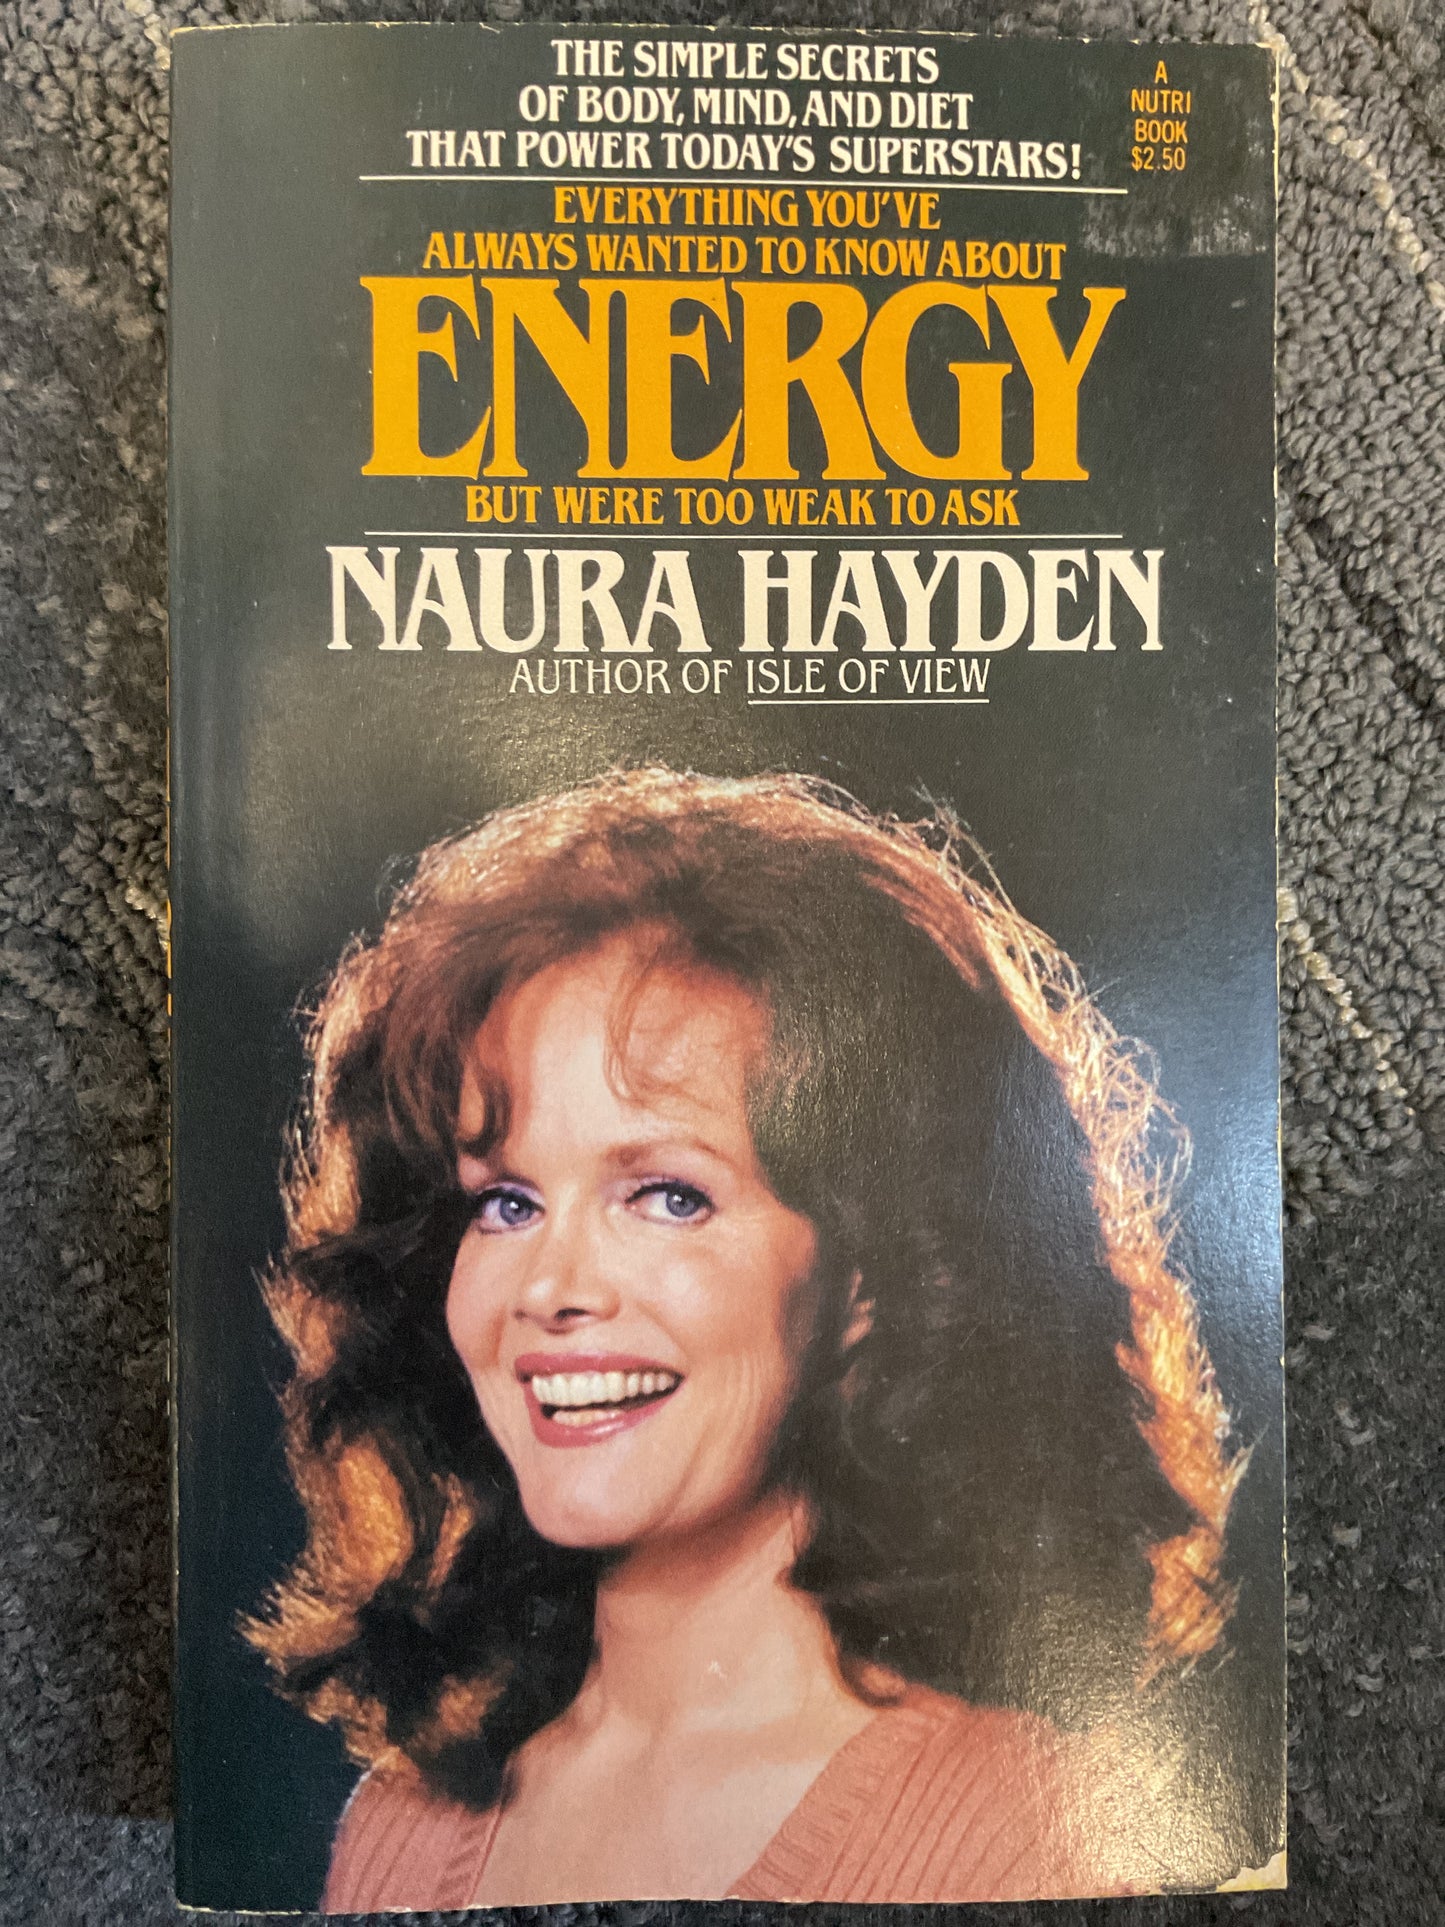 THE SIMPLE SECRETS
OF BODY, MIND, AND DIET
THAT POWER TODAY'S SUPERSTARS!
A
NUTRI
BOOK
$2.50
EVERYTHING YOU'VE
ALWAYS WANTED TO KNOW ABOUT
ENERGY
BUT WERE TOO WEAK TO ASK
NAURA HAYDEN
AUTHOR OF ISLE OF VIEW